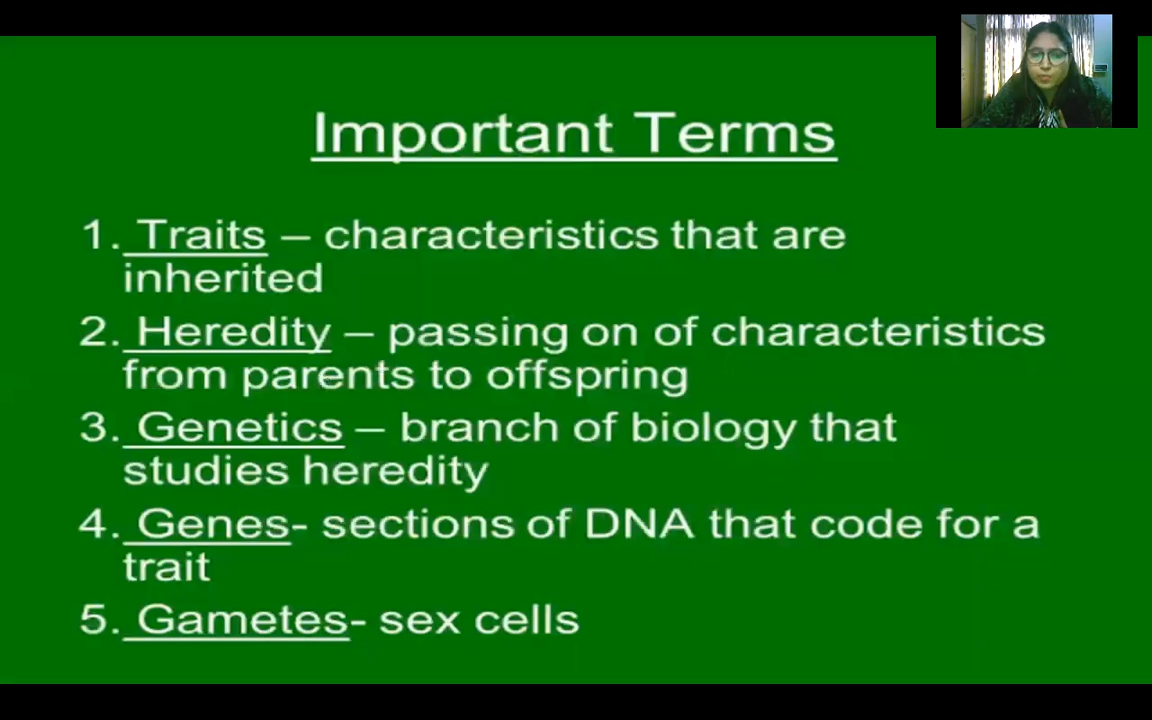 Important Terms
1. Traits – characteristics that are
inherited
2. Heredity – passing on of characteristics
from parents to offspring
3. Genetics – branch of biology that
studies heredity
4. Genes- sections of DNA that code for a
trait
5. Gametes- sex cells